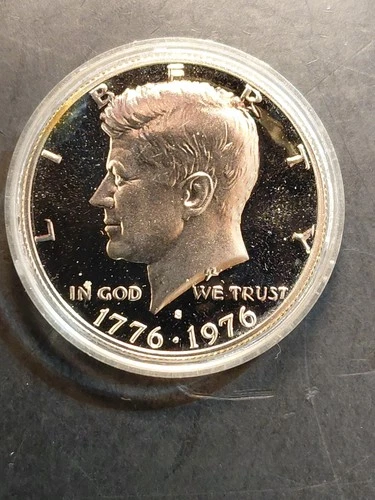 LIBERTY
IN GOD WE TRUST
S
1776 · 1976